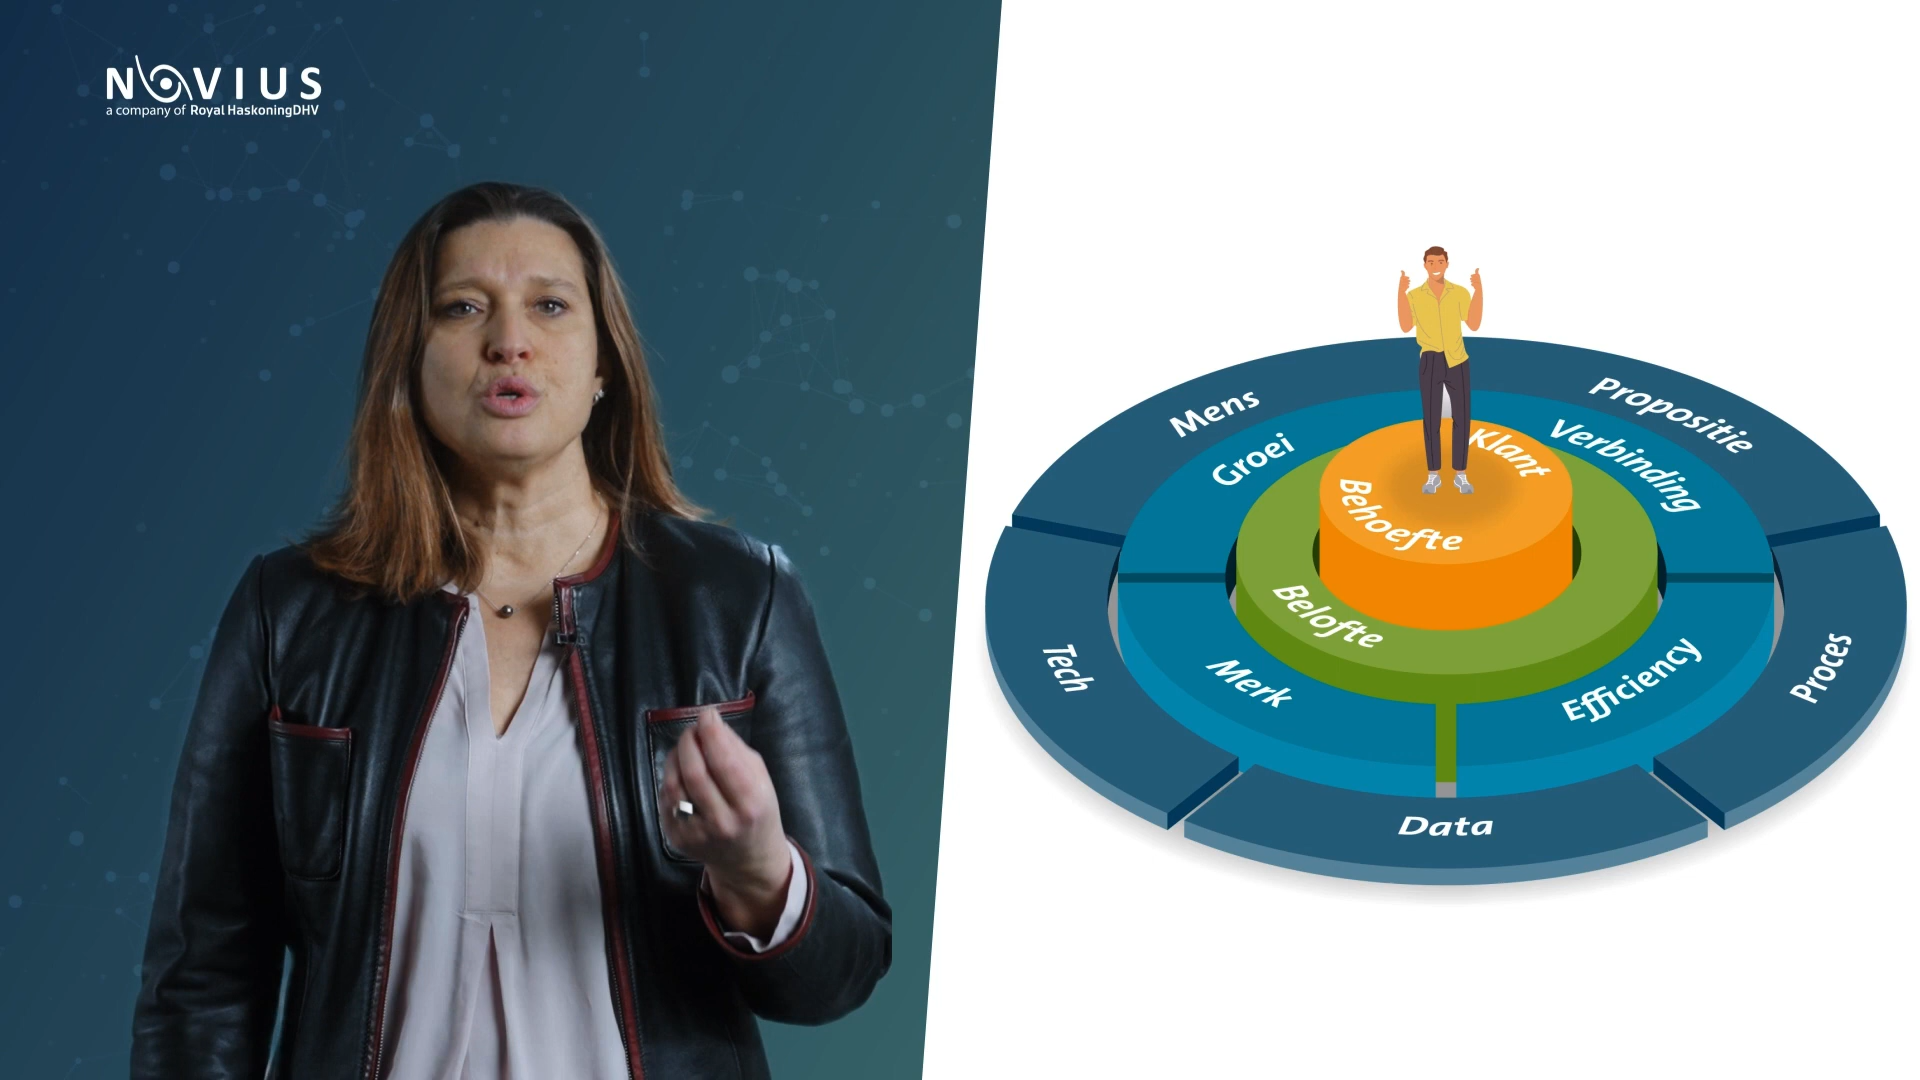 NOVIUS
a company of Royal HaskoningDHV
Mens
Propositie
Groei
Verbinding
Klant
Behoefte
Belofte
Tech
Merk
Efficiency
Proces
Data